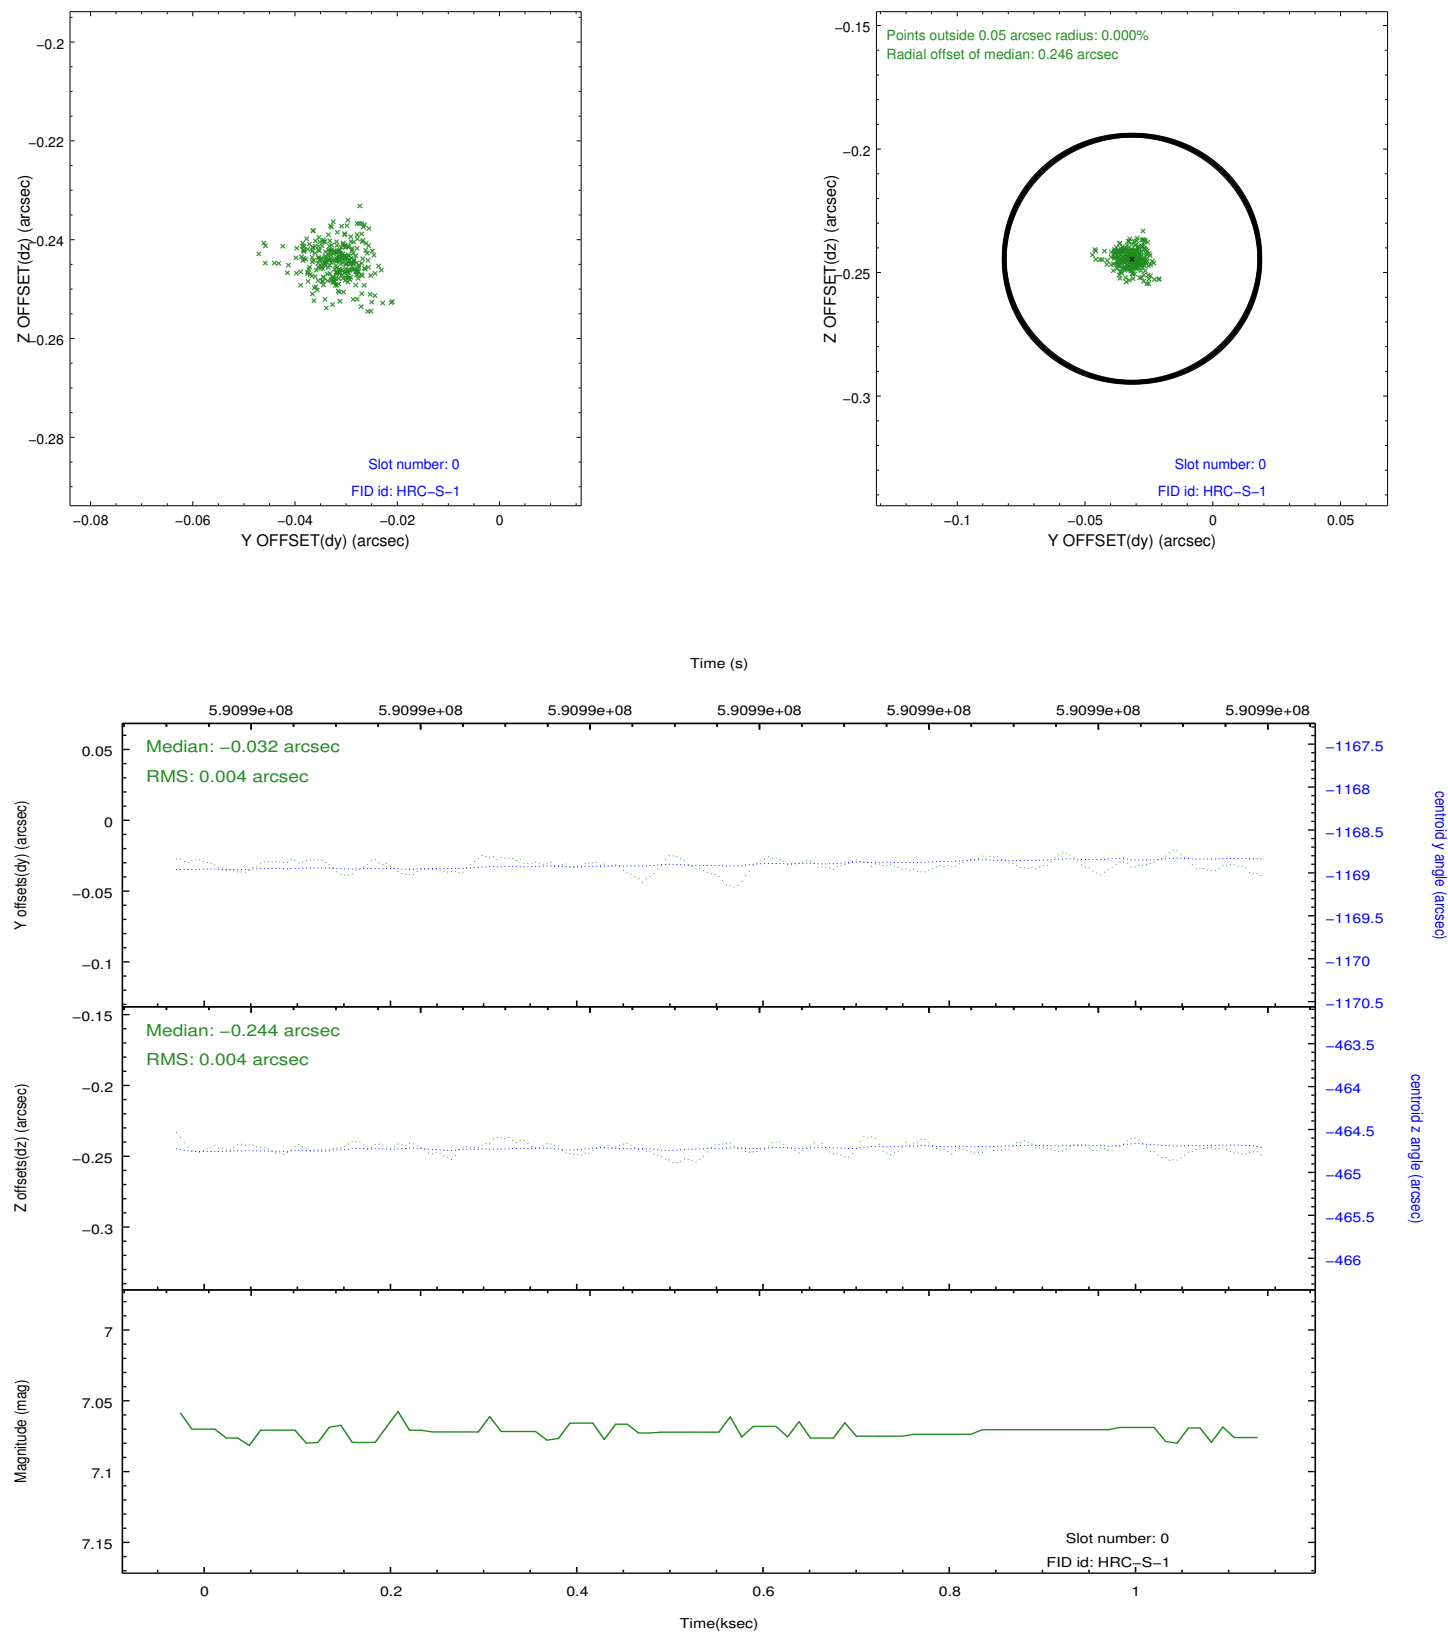 −0.2
−0.22
−0.24
−0.26
−0.28
Z OFFSET(dz) (arcsec)
Slot number: 0
FID id: HRC−S−1
−0.08 −0.06 −0.04 −0.02 0
Y OFFSET(dy) (arcsec)
Points outside 0.05 arcsec radius: 0.000%
Radial offset of median: 0.246 arcsec
−0.15
−0.2
−0.25
−0.3
Z OFFSET(dz) (arcsec)
Slot number: 0
FID id: HRC−S−1
−0.1 −0.05 0 0.05
Y OFFSET(dy) (arcsec)
Time (s)
5.9099e+08 5.9099e+08 5.9099e+08 5.9099e+08 5.9099e+08 5.9099e+08 5.9099e+08
Median: −0.032 arcsec
RMS: 0.004 arcsec
0.05
0
−0.05
−0.1
Y offsets(dy) (arcsec)
−1167.5
−1168
−1168.5
−1169
−1169.5
−1170
−1170.5
centroid y angle (arcsec)
Median: −0.244 arcsec
RMS: 0.004 arcsec
−0.15
−0.2
−0.25
−0.3
Z offsets(dz) (arcsec)
−463.5
−464
−464.5
−465
−465.5
−466
centroid z angle (arcsec)
7
7.05
7.1
7.15
Magnitude (mag)
Slot number: 0
FID id: HRC−S−1
0 0.2 0.4 0.6 0.8 1
Time(ksec)